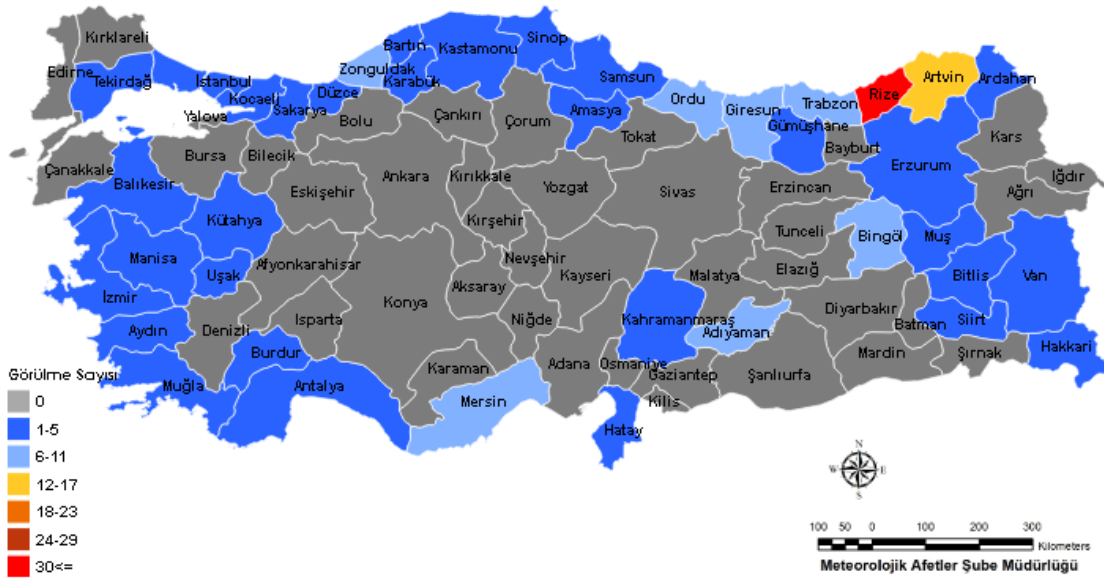 Kırklareli
Edirne
Tekirdağ
İstanbul
Kocaeli
Yalova
Sakarya
Düzce
Zonguldak
Bartın
Karabük
Kastamonu
Sinop
Samsun
Amasya
Ordu
Giresun
Trabzon
Gümüşhane
Rize
Artvin
Ardahan
Kars
Bayburt
Erzurum
Iğdır
Ağrı
Bolu
Çankırı
Çorum
Tokat
Çanakkale
Bursa
Bilecik
Balıkesir
Eskişehir
Ankara
Kırıkkale
Yozgat
Sivas
Erzincan
Kütahya
Kırşehir
Tunceli
Bingöl
Muş
Manisa
Uşak
Afyonkarahisar
Nevşehir
Kayseri
Malatya
Elazığ
Bitlis
Van
İzmir
Aksaray
Konya
Aydın
Denizli
Isparta
Niğde
Kahramanmaraş
Adıyaman
Diyarbakır
Batman
Siirt
Burdur
Karaman
Adana
Osmaniye
Gaziantep
Şanlıurfa
Mardin
Şırnak
Hakkari
Muğla
Antalya
Mersin
Kilis
Hatay
Görülme Sayısı
0
1-5
6-11
12-17
18-23
24-29
30<=
N
W E
S
100 50 0 100 200 300
Kilometers
Meteorolojik Afetler Şube Müdürlüğü